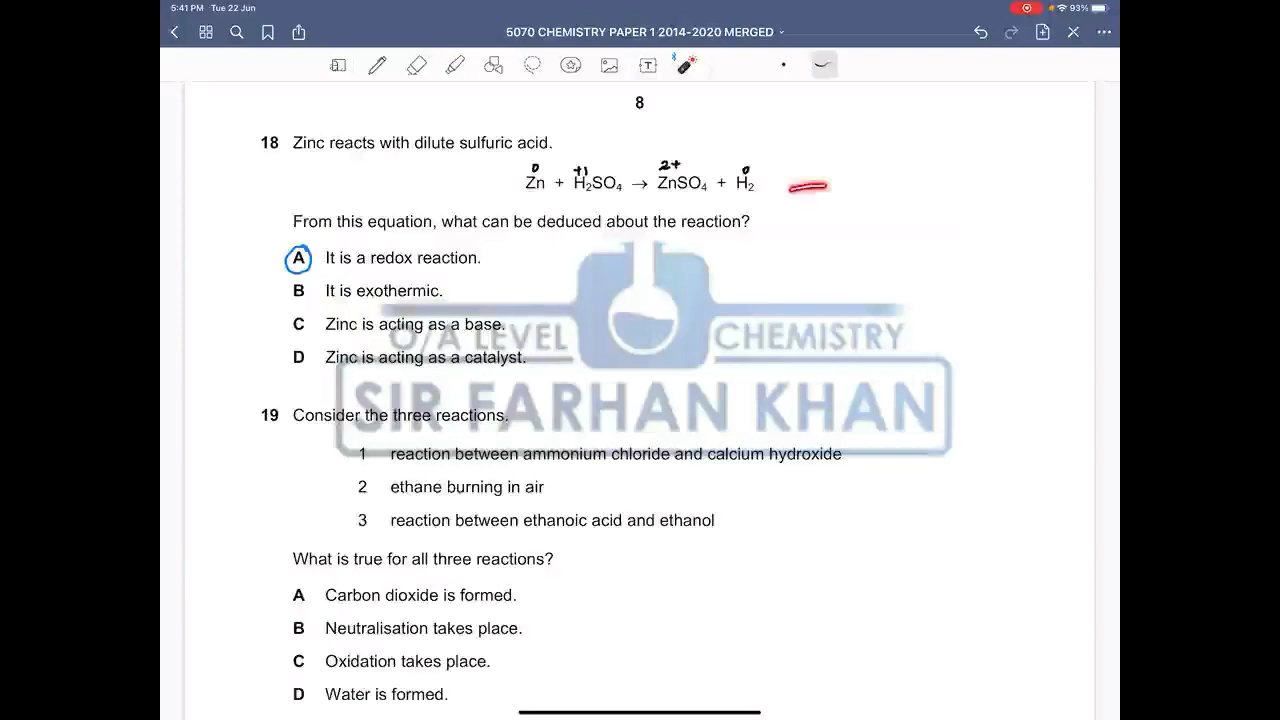 5:41 PM Tue 22 Jun
93%
5070 CHEMISTRY PAPER 1 2014-2020 MERGED
T
8
18 Zinc reacts with dilute sulfuric acid.
0 +1 2+ 0
Zn + H₂SO₄ → ZnSO₄ + H₂
From this equation, what can be deduced about the reaction?
A It is a redox reaction.
B It is exothermic.
C Zinc is acting as a base.
D Zinc is acting as a catalyst.
O/A LEVEL CHEMISTRY
SIR FARHAN KHAN
19 Consider the three reactions.
1 reaction between ammonium chloride and calcium hydroxide
2 ethane burning in air
3 reaction between ethanoic acid and ethanol
What is true for all three reactions?
A Carbon dioxide is formed.
B Neutralisation takes place.
C Oxidation takes place.
D Water is formed.